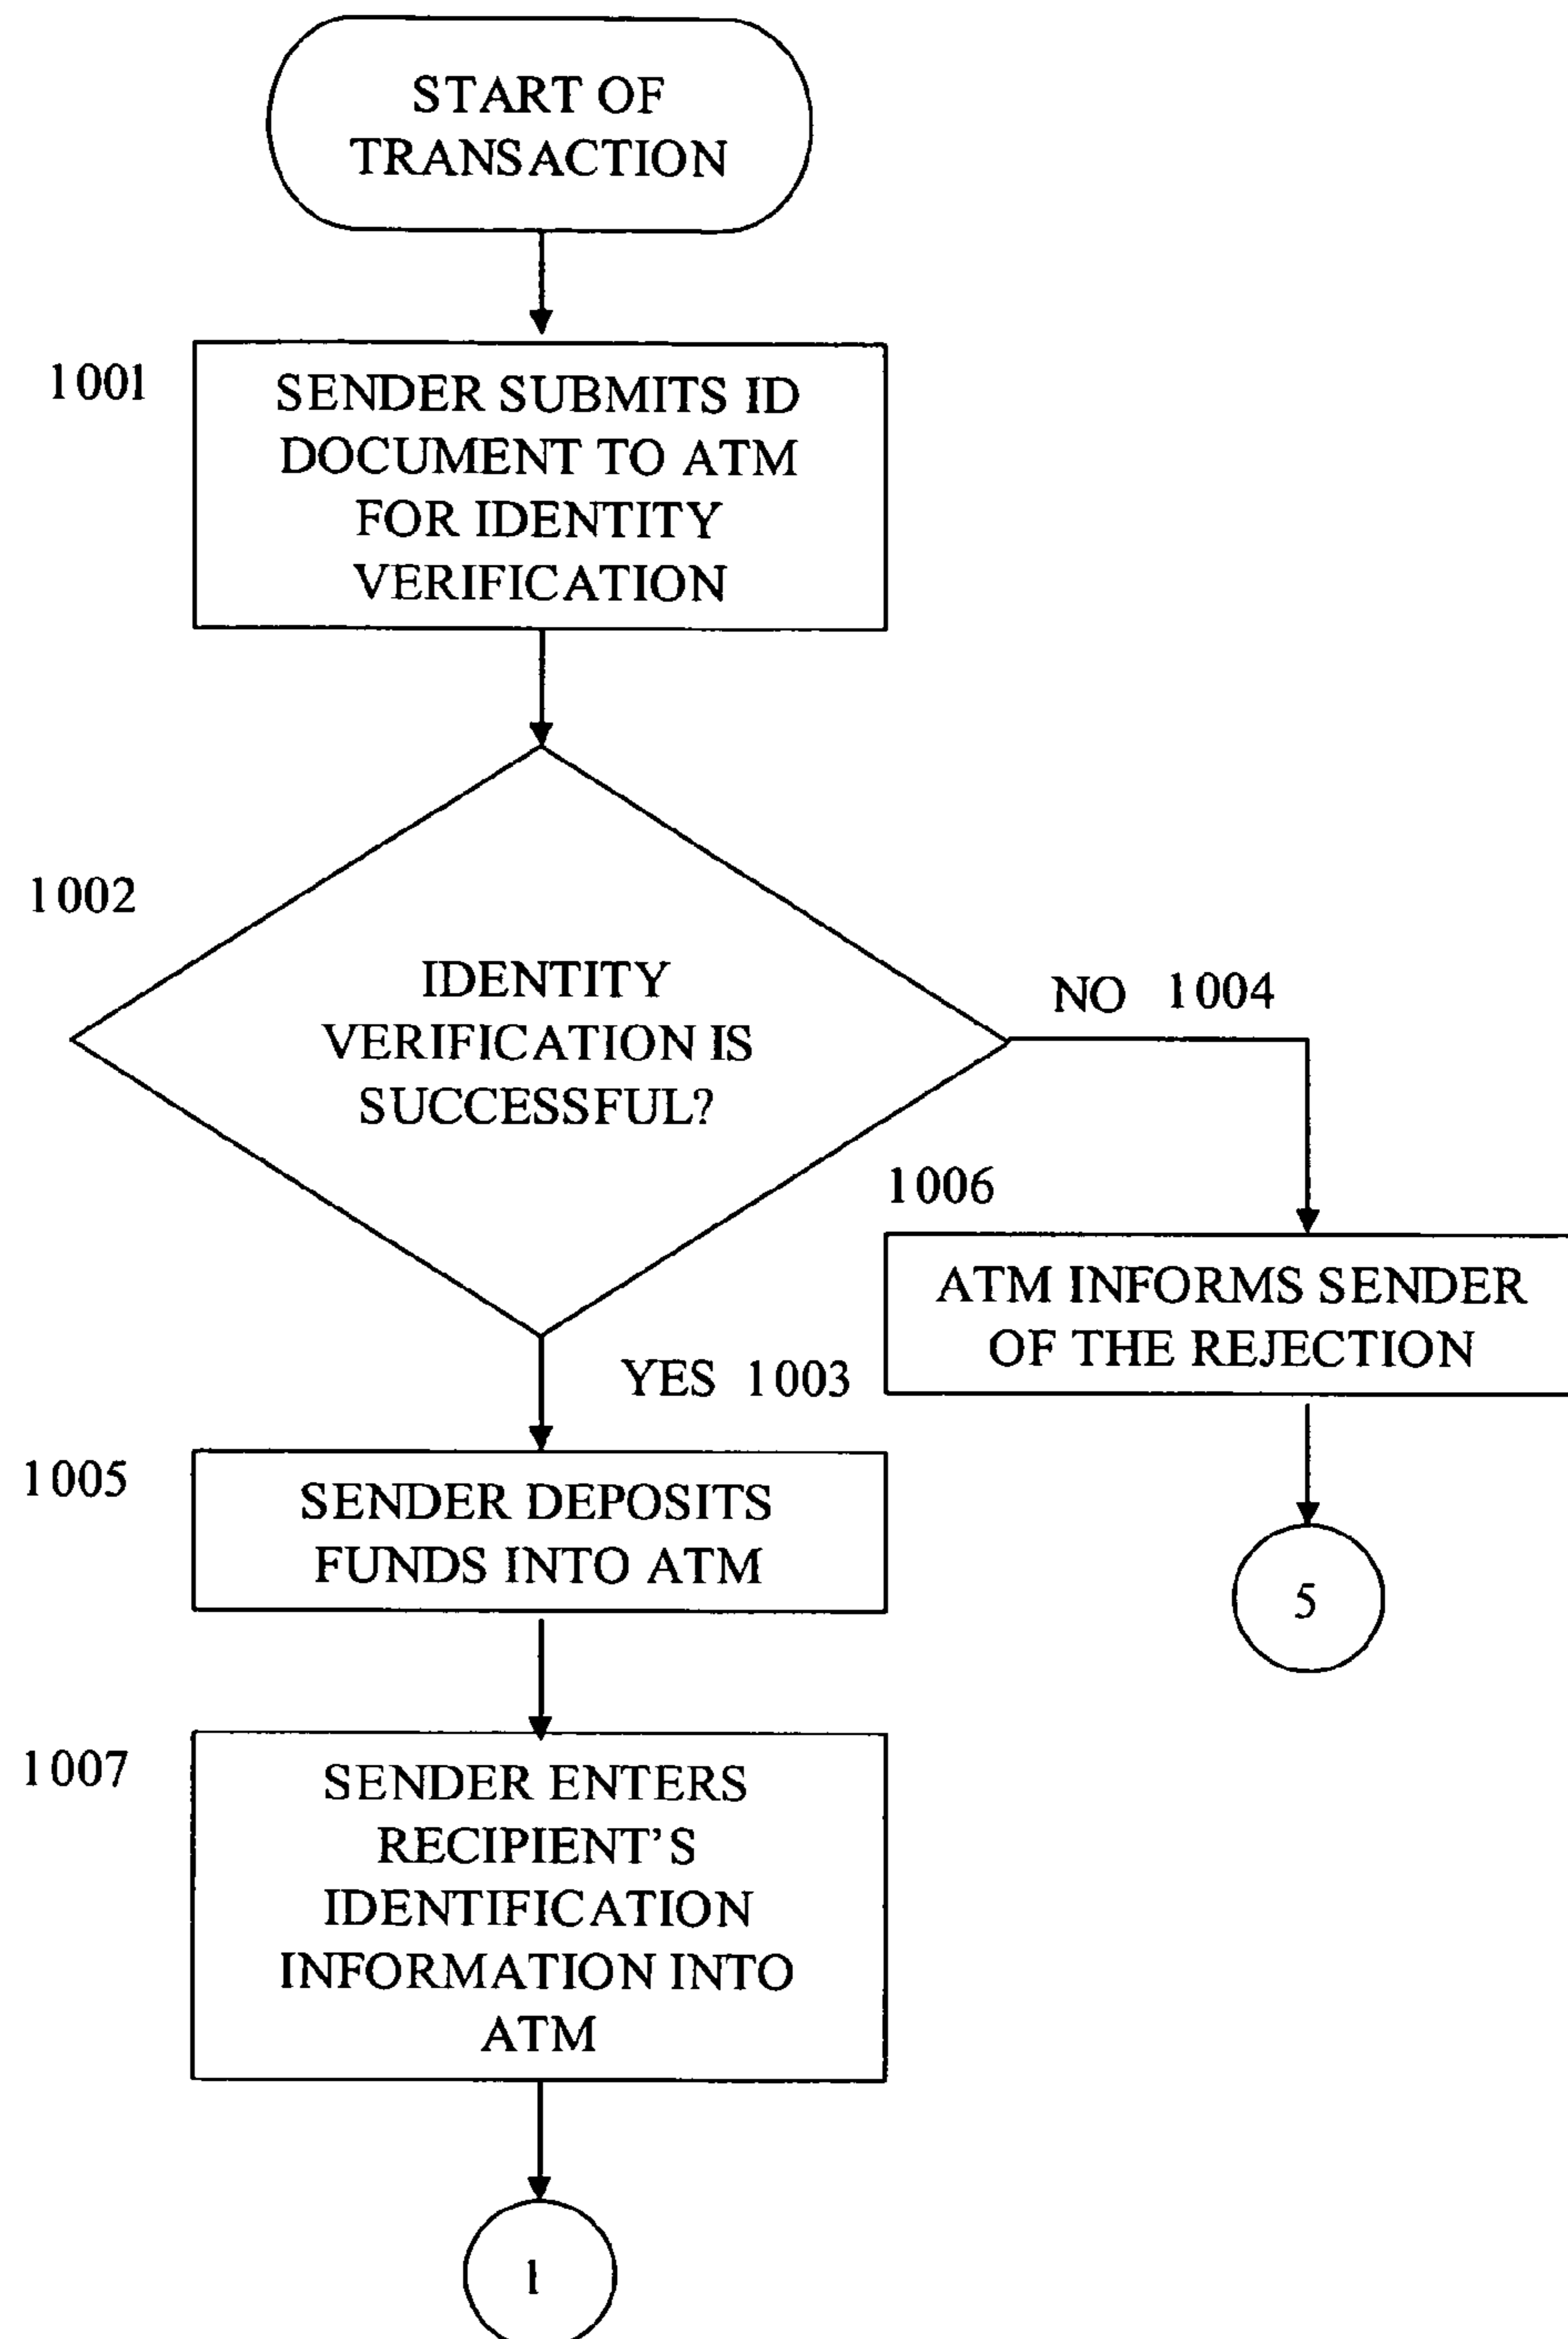 START OF
TRANSACTION
1001
SENDER SUBMITS ID
DOCUMENT TO ATM
FOR IDENTITY
VERIFICATION
1002
IDENTITY
VERIFICATION IS
SUCCESSFUL?
NO 1004
1006
ATM INFORMS SENDER
OF THE REJECTION
YES 1003
1005
SENDER DEPOSITS
FUNDS INTO ATM
5
1007
SENDER ENTERS
RECIPIENT'S
IDENTIFICATION
INFORMATION INTO
ATM
1